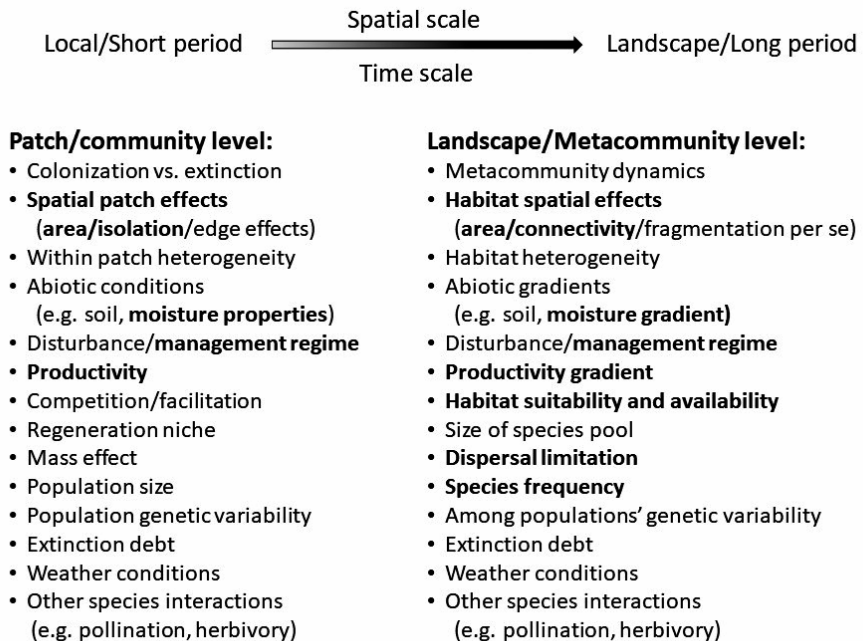 Spatial scale
Local/Short period
Landscape/Long period
Time scale
Patch/community level:
• Colonization vs. extinction
• Spatial patch effects
(area/isolation/edge effects)
• Within patch heterogeneity
• Abiotic conditions
(e.g. soil, moisture properties)
• Disturbance/management regime
• Productivity
• Competition/facilitation
• Regeneration niche
• Mass effect
• Population size
• Population genetic variability
• Extinction debt
• Weather conditions
• Other species interactions
(e.g. pollination, herbivory)
Landscape/Metacommunity level:
• Metacommunity dynamics
• Habitat spatial effects
(area/connectivity/fragmentation per se)
• Habitat heterogeneity
• Abiotic gradients
(e.g. soil, moisture gradient)
• Disturbance/management regime
• Productivity gradient
• Habitat suitability and availability
• Size of species pool
• Dispersal limitation
• Species frequency
• Among populations’ genetic variability
• Extinction debt
• Weather conditions
• Other species interactions
(e.g. pollination, herbivory)